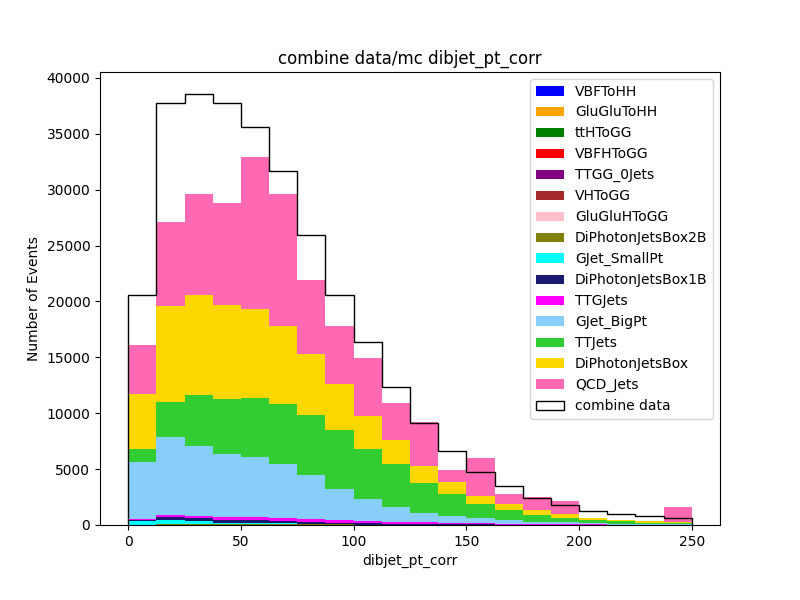 combine data/mc dibjet_pt_corr
40000
35000
30000
25000
20000
15000
10000
5000
0
Number of Events
0
50
100
150
200
250
dibjet_pt_corr
VBFToHH
GluGluToHH
ttHToGG
VBFHToGG
TTGG_0Jets
VHToGG
GluGluHToGG
DiPhotonJetsBox2B
GJet_SmallPt
DiPhotonJetsBox1B
TTGJets
GJet_BigPt
TTJets
DiPhotonJetsBox
QCD_Jets
combine data